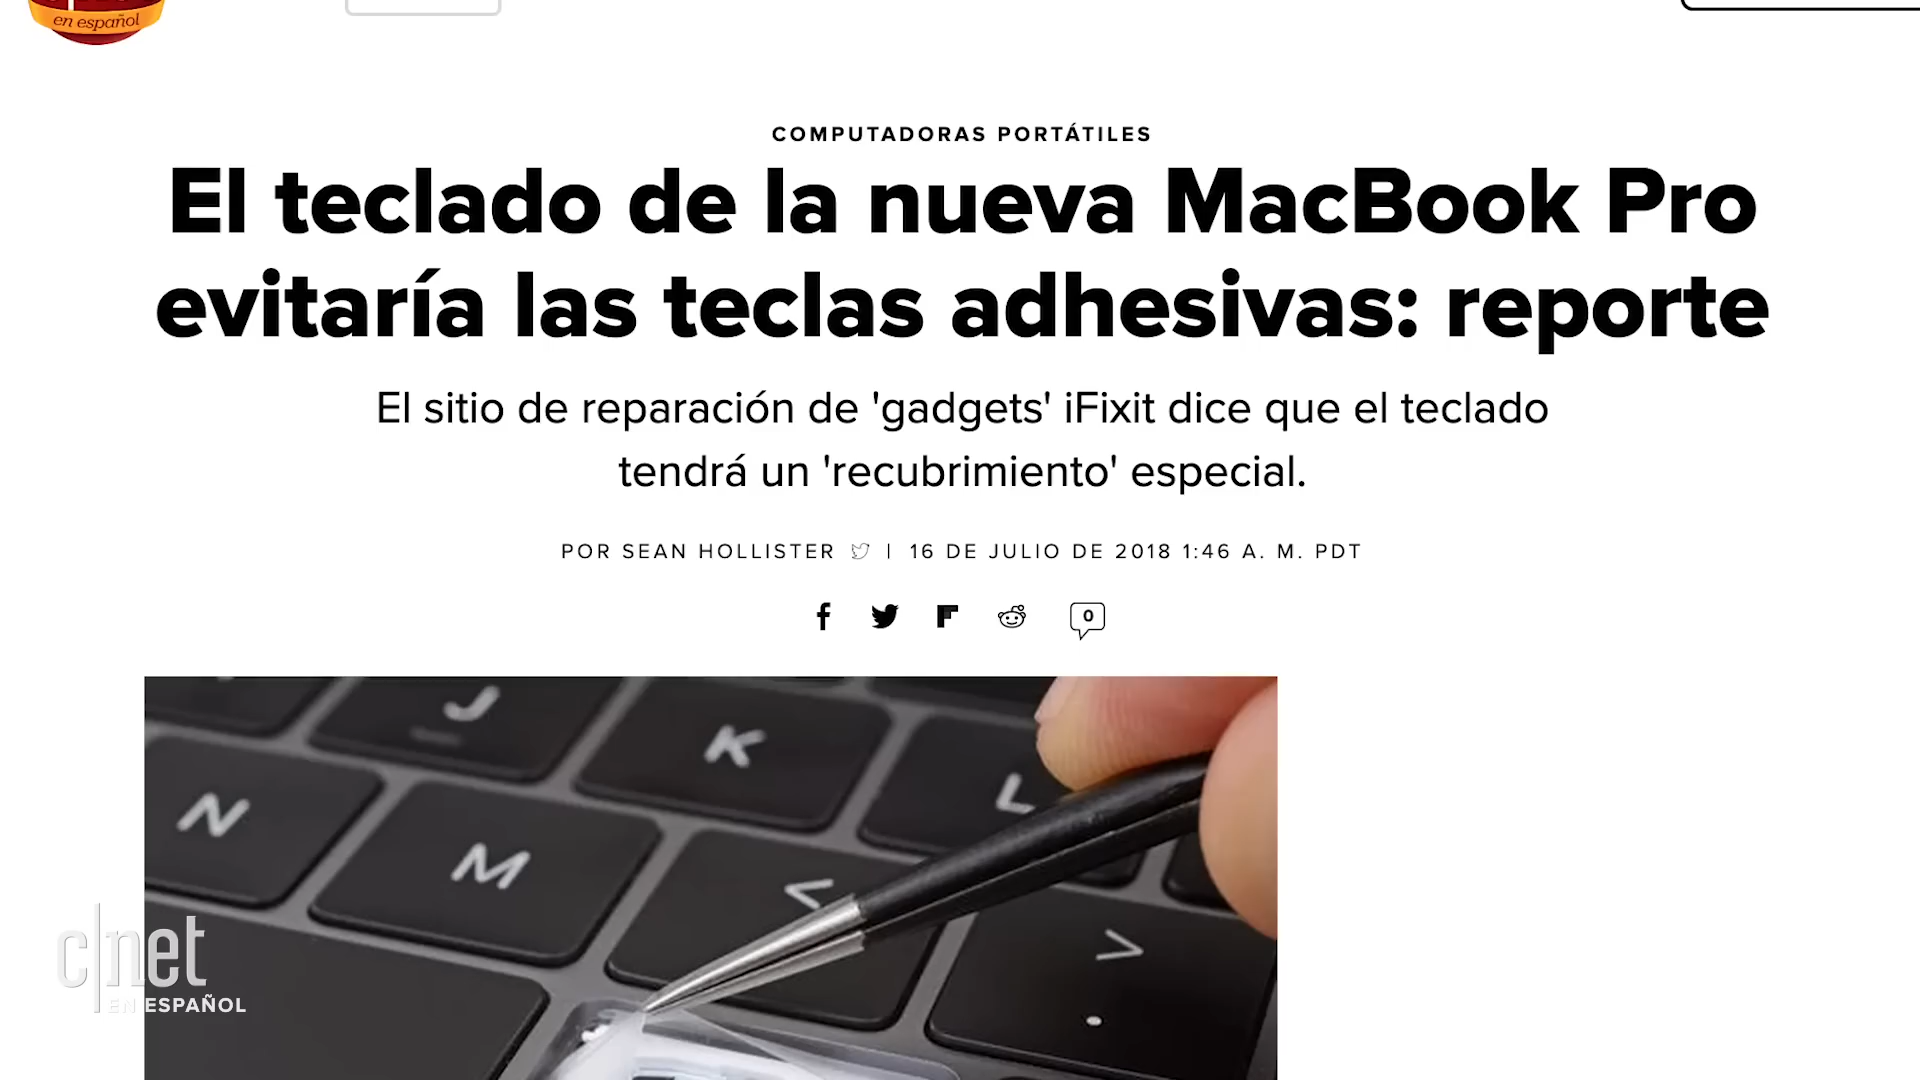 en español
COMPUTADORAS PORTÁTILES
El teclado de la nueva MacBook Pro
evitaría las teclas adhesivas: reporte
El sitio de reparación de 'gadgets' iFixit dice que el teclado
tendrá un 'recubrimiento' especial.
POR SEAN HOLLISTER | 16 DE JULIO DE 2018 1:46 A. M. PDT
0
J
K
L
N
M
<
>
.
c|net
EN ESPAÑOL